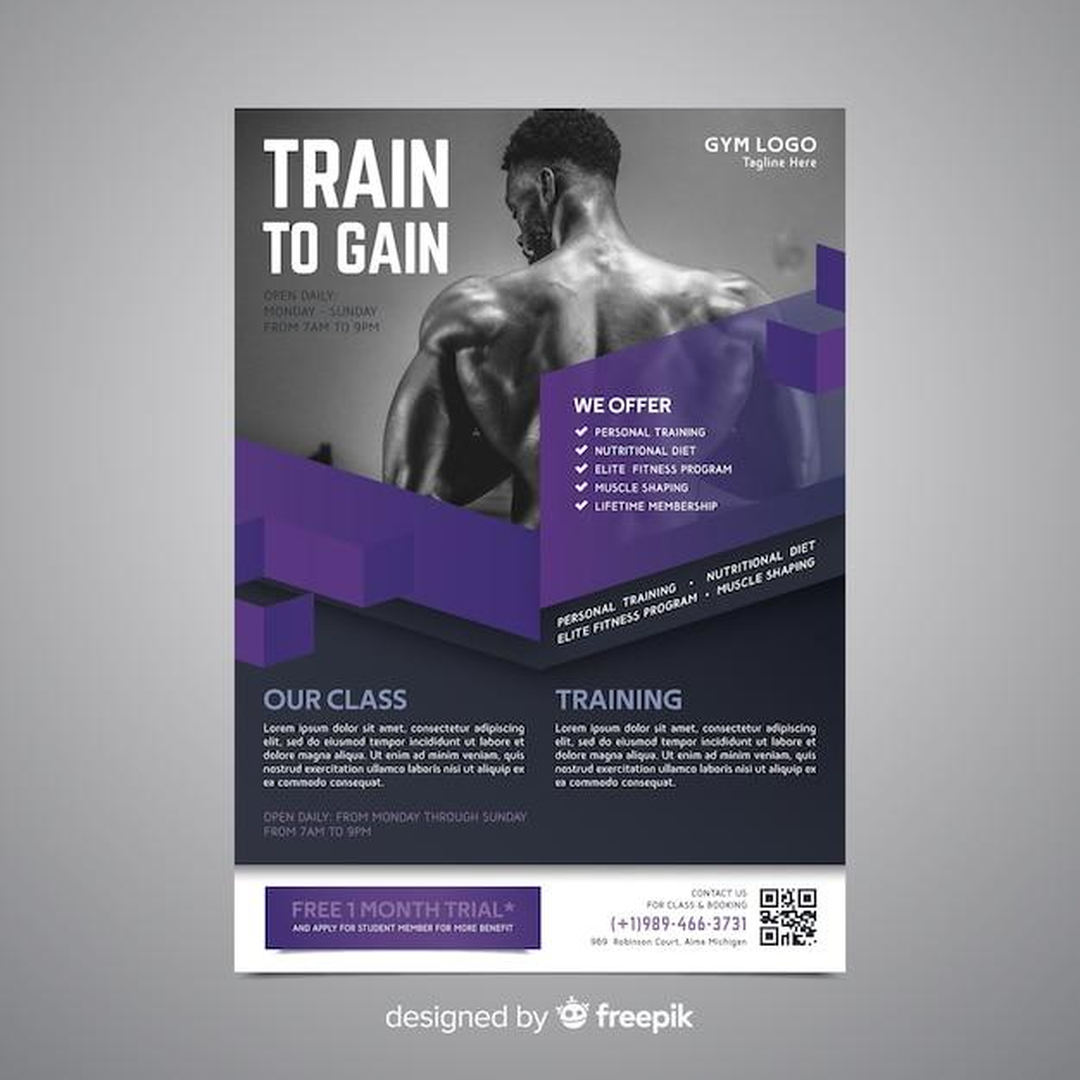 TRAIN
TO GAIN
OPEN DAILY:
MONDAY - SUNDAY
FROM 7AM TO 9PM
GYM LOGO
Tagline Here
WE OFFER
PERSONAL TRAINING
NUTRITIONAL DIET
ELITE FITNESS PROGRAM
MUSCLE SHAPING
LIFETIME MEMBERSHIP
PERSONAL TRAINING • NUTRITIONAL DIET
ELITE FITNESS PROGRAM • MUSCLE SHAPING
OUR CLASS
Lorem ipsum dolor sit amet, consectetur adipiscing
elit, sed do eiusmod tempor incididunt ut labore et
dolore magna aliqua. Ut enim ad minim veniam, quis
nostrud exercitation ullamco laboris nisi ut aliquip ex
ea commodo consequat.
OPEN DAILY: FROM MONDAY THROUGH SUNDAY
FROM 7AM TO 9PM
TRAINING
Lorem ipsum dolor sit amet, consectetur adipiscing
elit, sed do eiusmod tempor incididunt ut labore et
dolore magna aliqua. Ut enim ad minim veniam, quis
nostrud exercitation ullamco laboris nisi ut aliquip ex
ea commodo consequat.
FREE 1 MONTH TRIAL*
AND APPLY FOR STUDENT MEMBER FOR MORE BENEFIT
CONTACT US
FOR CLASS & BOOKING
(+1)989-466-3731
969 Robinson Court, Alma Michigan
designed by freepik